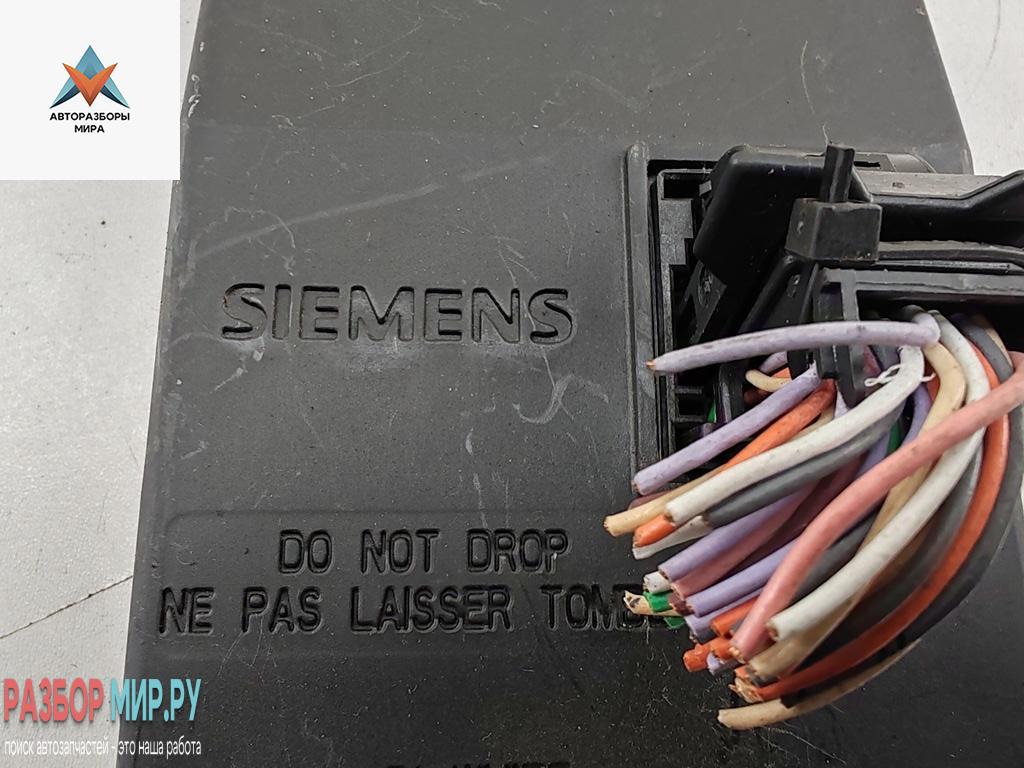 АВТОРАЗБОРЫ
МИРА
SIEMENS
DO NOT DROP
NE PAS LAISSER
РАЗБОР МИР.РУ
поиск автозапчастей - это наша работа